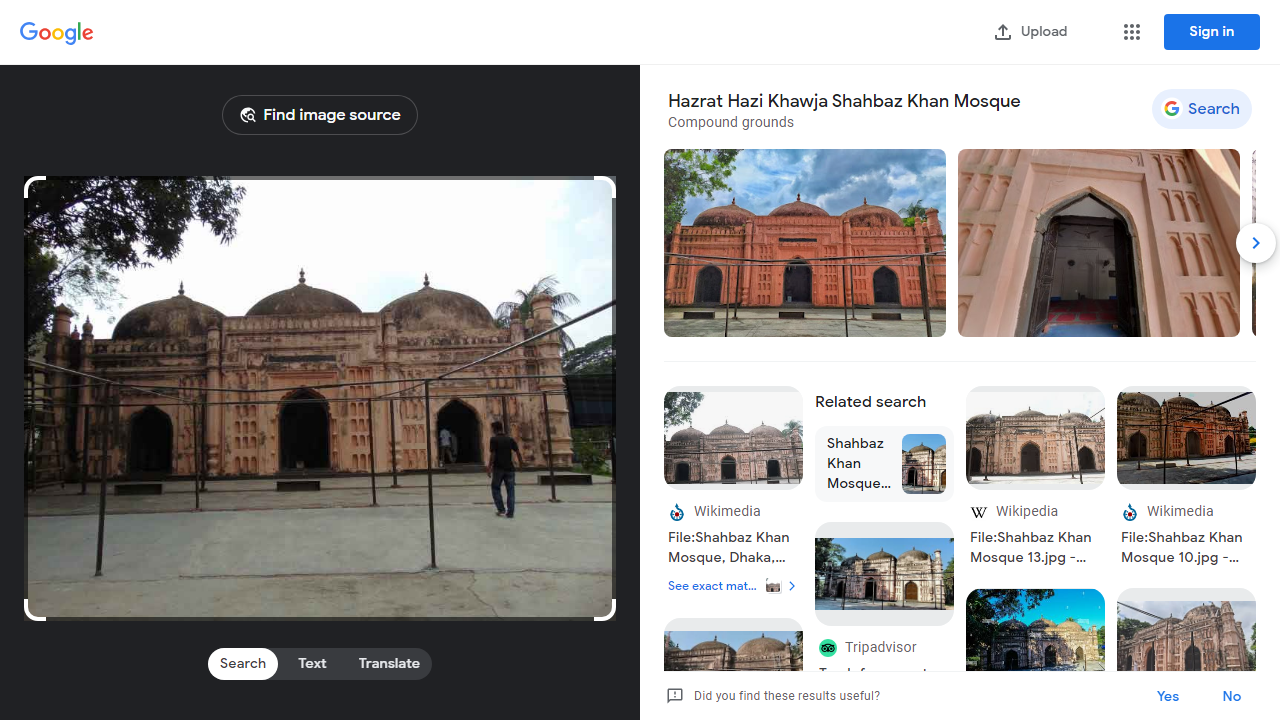 Google
Upload
Sign in
Find image source
Search
Text
Translate
Hazrat Hazi Khawja Shahbaz Khan Mosque
Compound grounds
Search
Wikimedia
File:Shahbaz Khan
Mosque, Dhaka,...
See exact mat...
Related search
Shahbaz
Khan
Mosque...
Tripadvisor
Wikipedia
File:Shahbaz Khan
Mosque 13.jpg -...
Wikimedia
File:Shahbaz Khan
Mosque 10.jpg -...
Did you find these results useful?
Yes
No